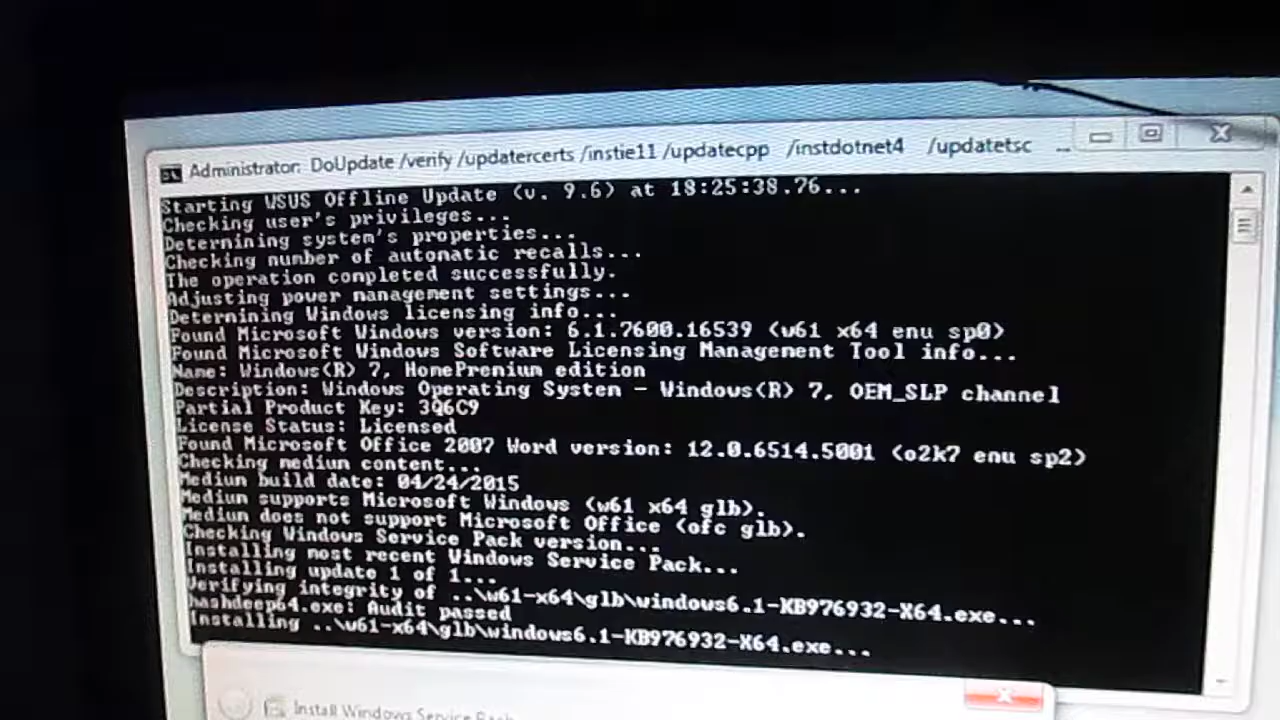 Administrator: DoUpdate /verify /updatercerts /instie11 /updatecpp /instdotnet4 /updatetsc ...
Starting WSUS Offline Update (v. 9.6) at 18:25:38.76...
Checking user's privileges...
Determining system's properties...
Checking number of automatic recalls...
The operation completed successfully.
Adjusting power management settings...
Determining Windows licensing info...
Found Microsoft Windows version: 6.1.7600.16539 (w61 x64 enu sp0)
Found Microsoft Windows Software Licensing Management Tool info...
Name: Windows(R) 7, HomePremium edition
Description: Windows Operating System - Windows(R) 7, OEM_SLP channel
Partial Product Key: 3Q6C9
License Status: Licensed
Found Microsoft Office 2007 Word version: 12.0.6514.5001 (o2k7 enu sp2)
Checking medium content...
Medium build date: 04/24/2015
Medium supports Microsoft Windows (w61 x64 glb).
Medium does not support Microsoft Office (ofc glb).
Checking Windows Service Pack version...
Installing most recent Windows Service Pack...
Installing update 1 of 1...
Verifying integrity of ..\w61-x64\glb\windows6.1-KB976932-X64.exe...
hashdeep64.exe: Audit passed
Installing ..\w61-x64\glb\windows6.1-KB976932-X64.exe...
Install Windows Service Pack